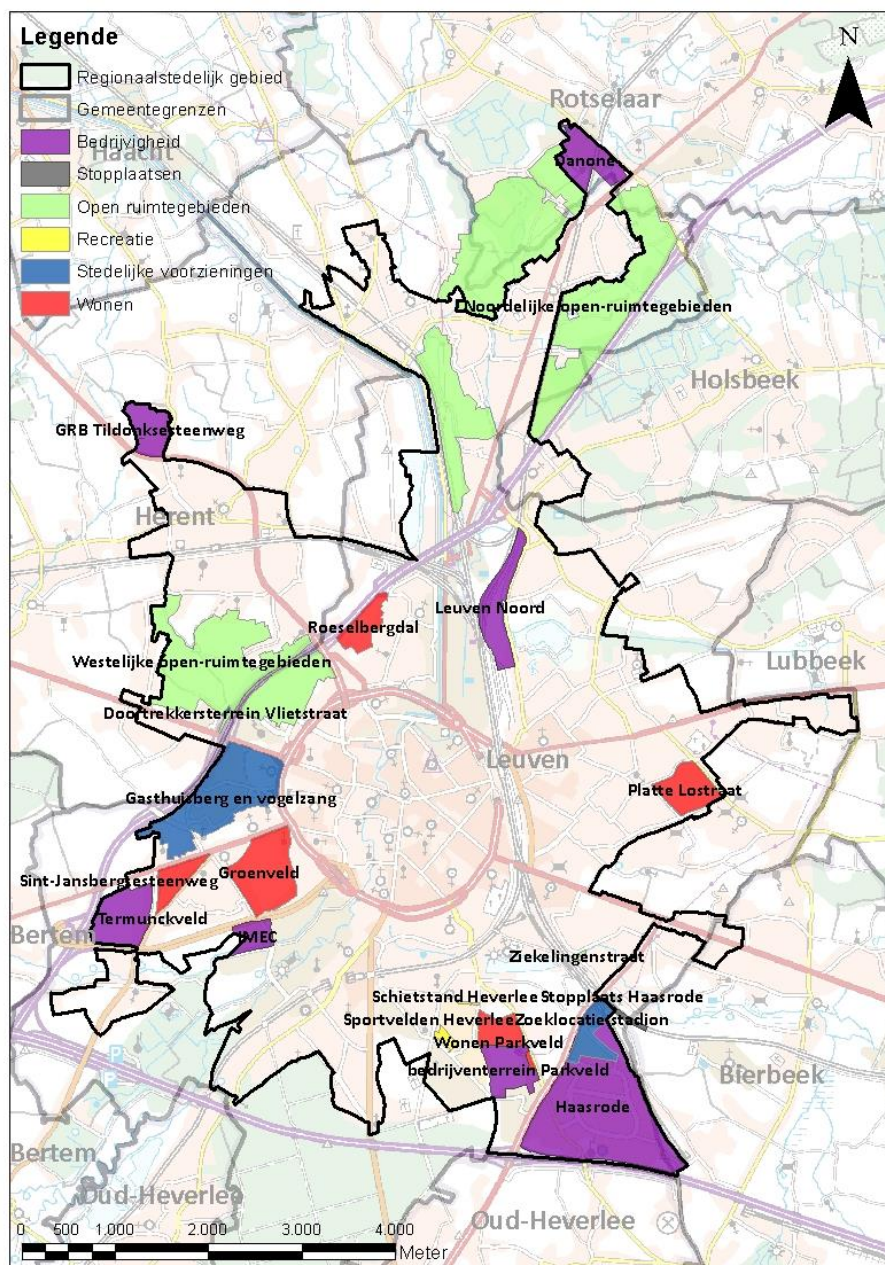 Legende
Regionaalstedelijk gebied
Gemeentegrenzen
Bedrijvigheid
Stopplaatsen
Open ruimtegebieden
Recreatie
Stedelijke voorzieningen
Wonen
N
Rotselaar
Haacht
Danone
Noordelijke open-ruimtegebieden
Holsbeek
GRB Tildonksesteenweg
Herent
Leuven Noord
Roeselbergdal
Westelijke open-ruimtegebieden
Lubbeek
Doortrekkersterrein Vlietstraat
Leuven
Gasthuisberg en vogelzang
Platte Lostraat
Groenveld
Sint-Jansbergsesteenweg
Termunckveld
Bertem
IMEC
Ziekelingenstraat
Schietstand Heverlee
Stopplaats Haasrode
Sportvelden Heverlee
Zoeklocatie stadion
Wonen Parkveld
bedrijventerrein Parkveld
Bierbeek
Haasrode
Bertem
Oud-Heverlee
Oud-Heverlee
0 500 1.000 2.000 3.000 4.000
Meter